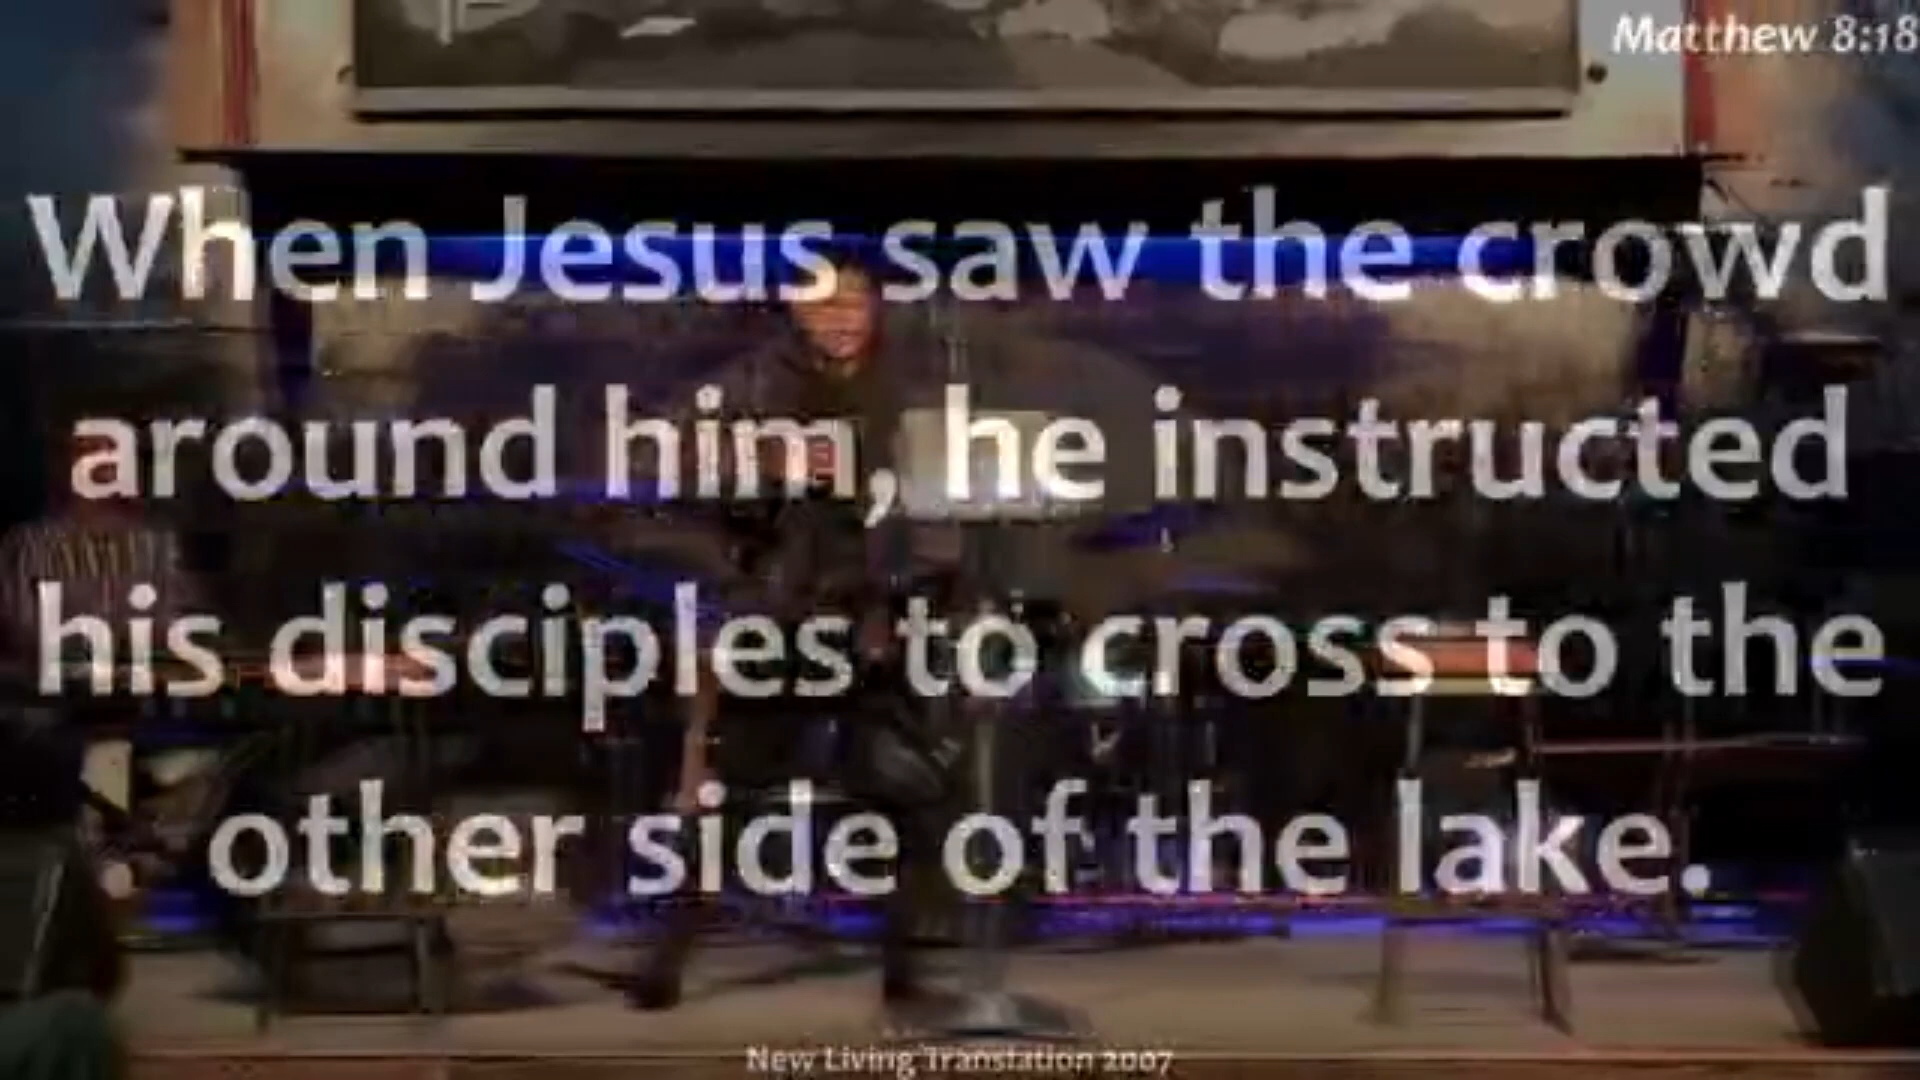 Matthew 8:18
When Jesus saw the crowd
around him, he instructed
his disciples to cross to the
other side of the lake.
New Living Translation 2007